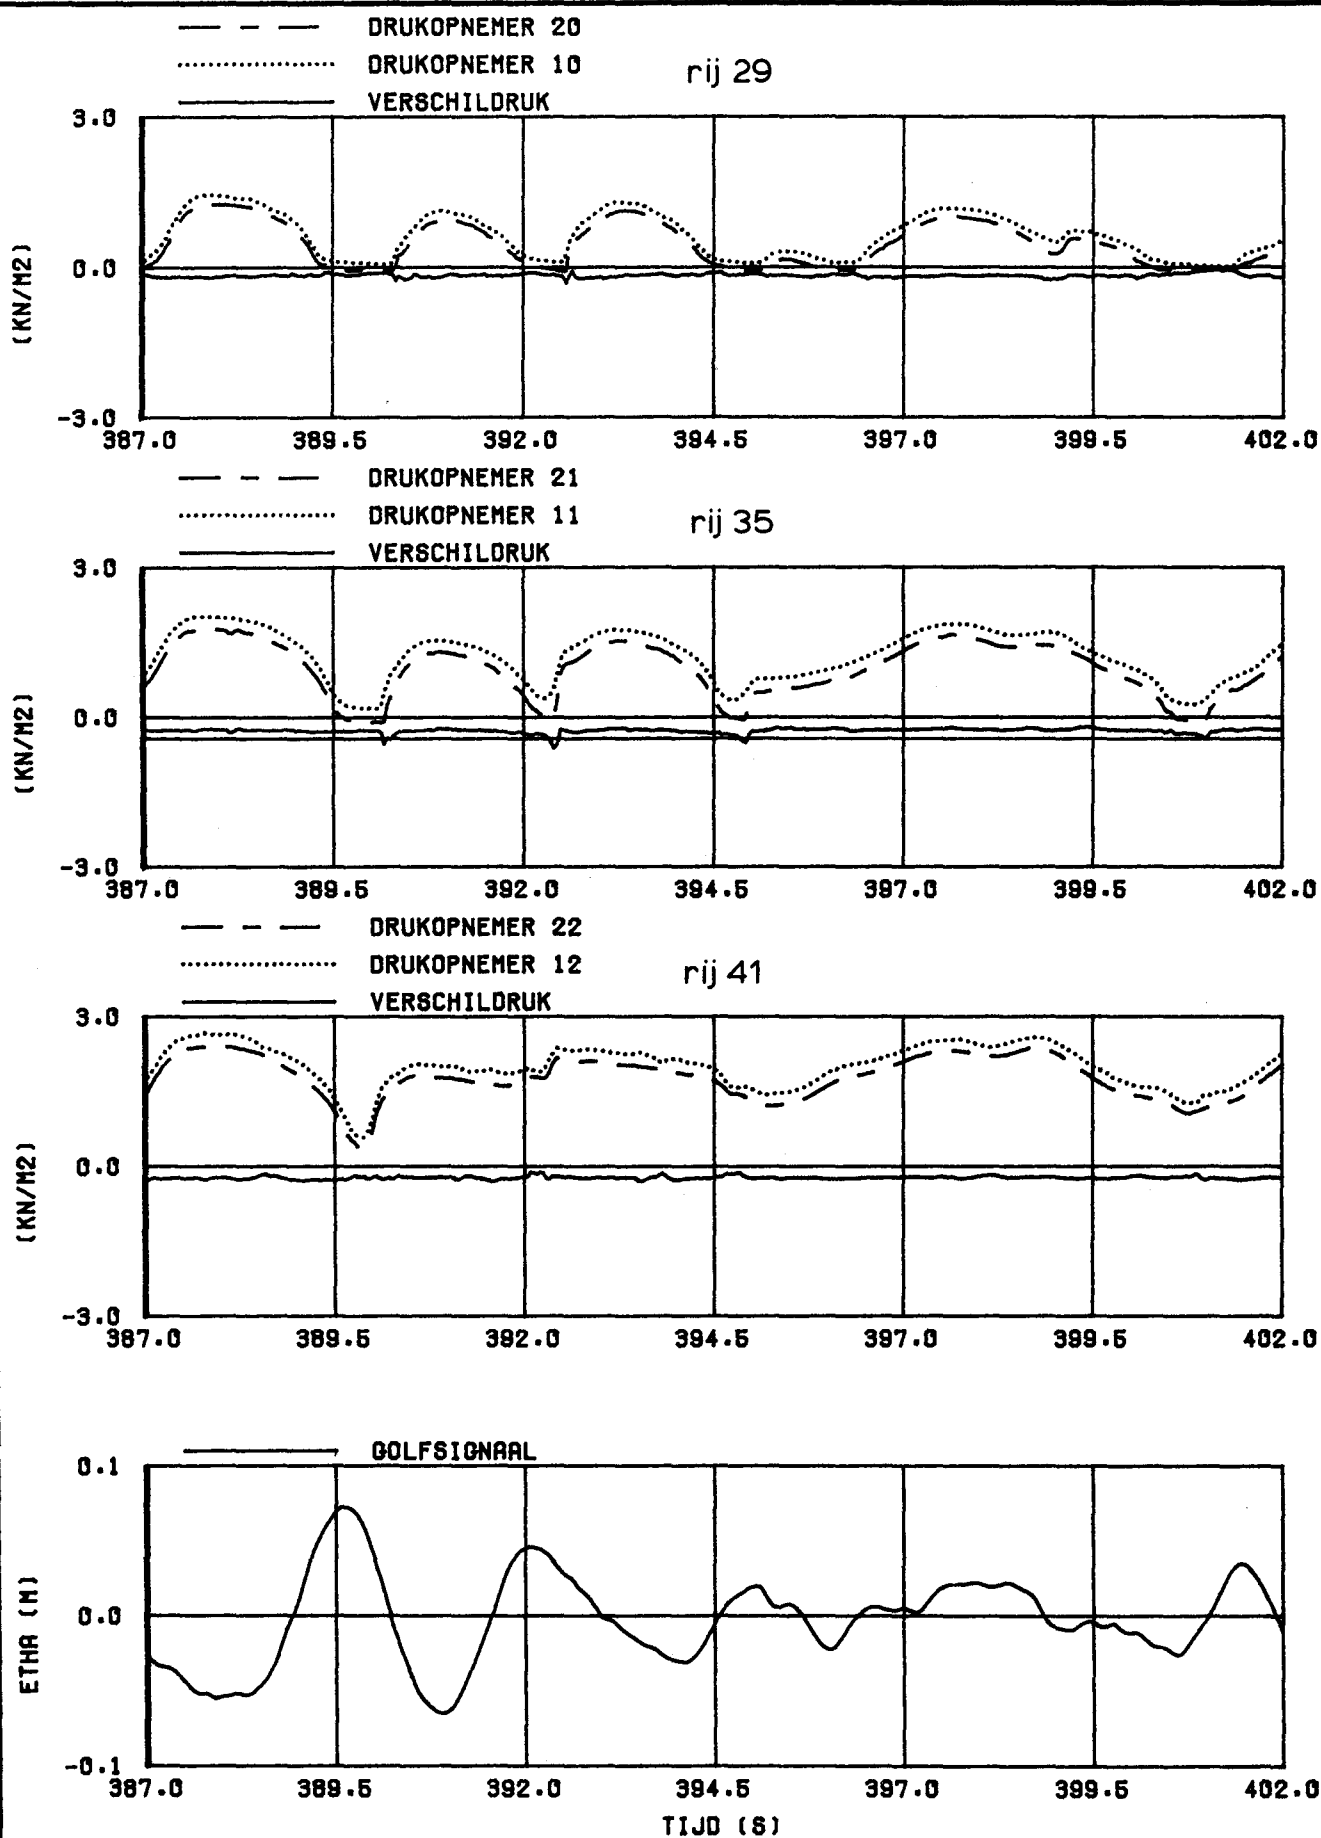 DRUKOPNEMER 20
DRUKOPNEMER 10
rij 29
VERSCHILDRUK
3.0
0.0
-3.0
(KN/M2)
387.0 389.5 392.0 394.5 397.0 399.5 402.0
DRUKOPNEMER 21
DRUKOPNEMER 11
rij 35
VERSCHILDRUK
3.0
0.0
-3.0
(KN/M2)
387.0 389.5 392.0 394.5 397.0 399.5 402.0
DRUKOPNEMER 22
DRUKOPNEMER 12
rij 41
VERSCHILDRUK
3.0
0.0
-3.0
(KN/M2)
387.0 389.5 392.0 394.5 397.0 399.5 402.0
GOLFSIGNAAL
0.1
0.0
-0.1
ETHA (M)
387.0 389.5 392.0 394.5 397.0 399.5 402.0
TIJD (S)